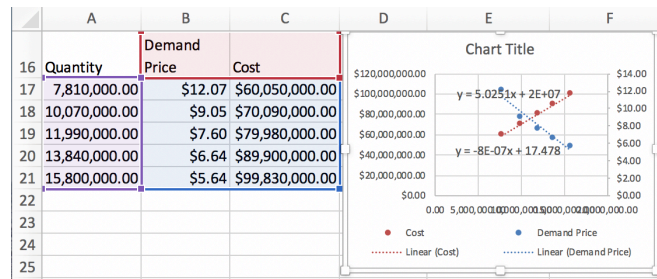 A B C D E F
16 Quantity Demand Price Cost
17 7,810,000.00 $12.07 $60,050,000.00
18 10,070,000.00 $9.05 $70,090,000.00
19 11,990,000.00 $7.60 $79,980,000.00
20 13,840,000.00 $6.64 $89,900,000.00
21 15,800,000.00 $5.64 $99,830,000.00
22
23
24
25
Chart Title
$120,000,000.00 $14.00
$100,000,000.00 y = 5.0251x + 2E+07 $12.00
$80,000,000.00 $10.00
$60,000,000.00 $8.00
$40,000,000.00 y = -8E-07x + 17.478 $6.00
$20,000,000.00 $4.00
$0.00 $2.00
$0.00
0.00
Cost Demand Price
Linear (Cost) Linear (Demand Price)